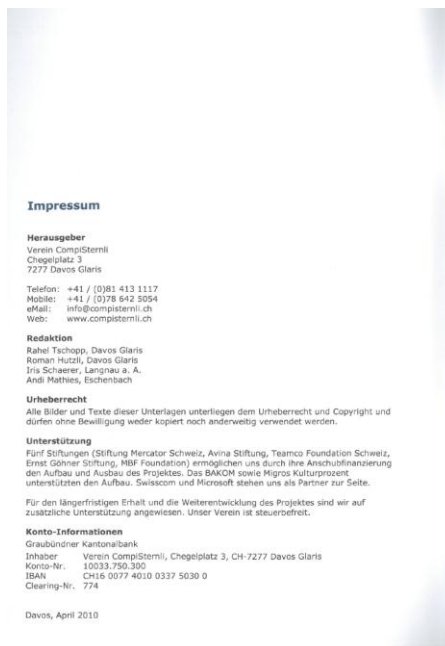 Impressum
Herausgeber
Verein CompiSternli
Chegelplatz 3
7277 Davos Glaris
Telefon: +41 / (0)81 413 1117
Mobile: +41 / (0)78 642 5054
eMail: info@compisternli.ch
Web: www.compisternli.ch
Redaktion
Rahel Tschopp, Davos Glaris
Roman Hutzli, Davos Glaris
Iris Schaerer, Langnau a. A.
Andi Mathies, Eschenbach
Urheberrecht
Alle Bilder und Texte dieser Unterlagen unterliegen dem Urheberrecht und Copyright und
dürfen ohne Bewilligung weder kopiert noch anderweitig verwendet werden.
Unterstützung
Fünf Stiftungen (Stiftung Mercator Schweiz, Avina Stiftung, Teamco Foundation Schweiz,
Ernst Göhner Stiftung, MBF Foundation) ermöglichen uns durch ihre Anschubfinanzierung
den Aufbau und Ausbau des Projektes. Das BAKOM sowie Migros Kulturprozent
unterstützten den Aufbau. Swisscom und Microsoft stehen uns als Partner zur Seite.
Für den längerfristigen Erhalt und die Weiterentwicklung des Projektes sind wir auf
zusätzliche Unterstützung angewiesen. Unser Verein ist steuerbefreit.
Konto-Informationen
Graubündner Kantonalbank
Inhaber Verein CompiSternli, Chegelplatz 3, CH-7277 Davos Glaris
Konto-Nr. 10033.750.300
IBAN CH16 0077 4010 0337 5030 0
Clearing-Nr. 774
Davos, April 2010